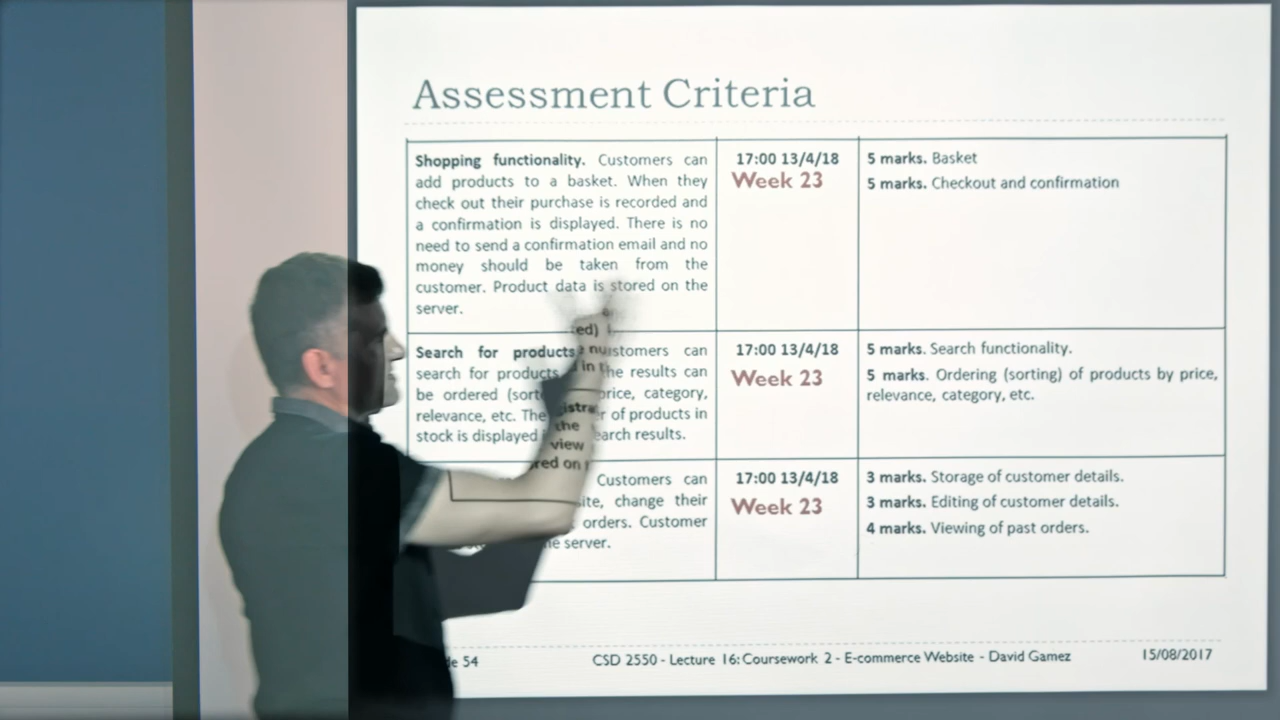 Assessment Criteria
Shopping functionality. Customers can
add products to a basket. When they
check out their purchase is recorded and
a confirmation is displayed. There is no
need to send a confirmation email and no
money should be taken from the
customer. Product data is stored on the
server.
17:00 13/4/18
Week 23
5 marks. Basket
5 marks. Checkout and confirmation
Search for products
customers can
search for products
the results can
be ordered
price, category,
relevance, etc. The
of products in
stock is displayed
search results.
17:00 13/4/18
Week 23
5 marks. Search functionality.
5 marks. Ordering (sorting) of products by price,
relevance, category, etc.
Customers can
change their
orders. Customer
server.
17:00 13/4/18
Week 23
3 marks. Storage of customer details.
3 marks. Editing of customer details.
4 marks. Viewing of past orders.
the
view
54
CSD 2550 - Lecture 16: Coursework 2 - E-commerce Website - David Gamez
15/08/2017